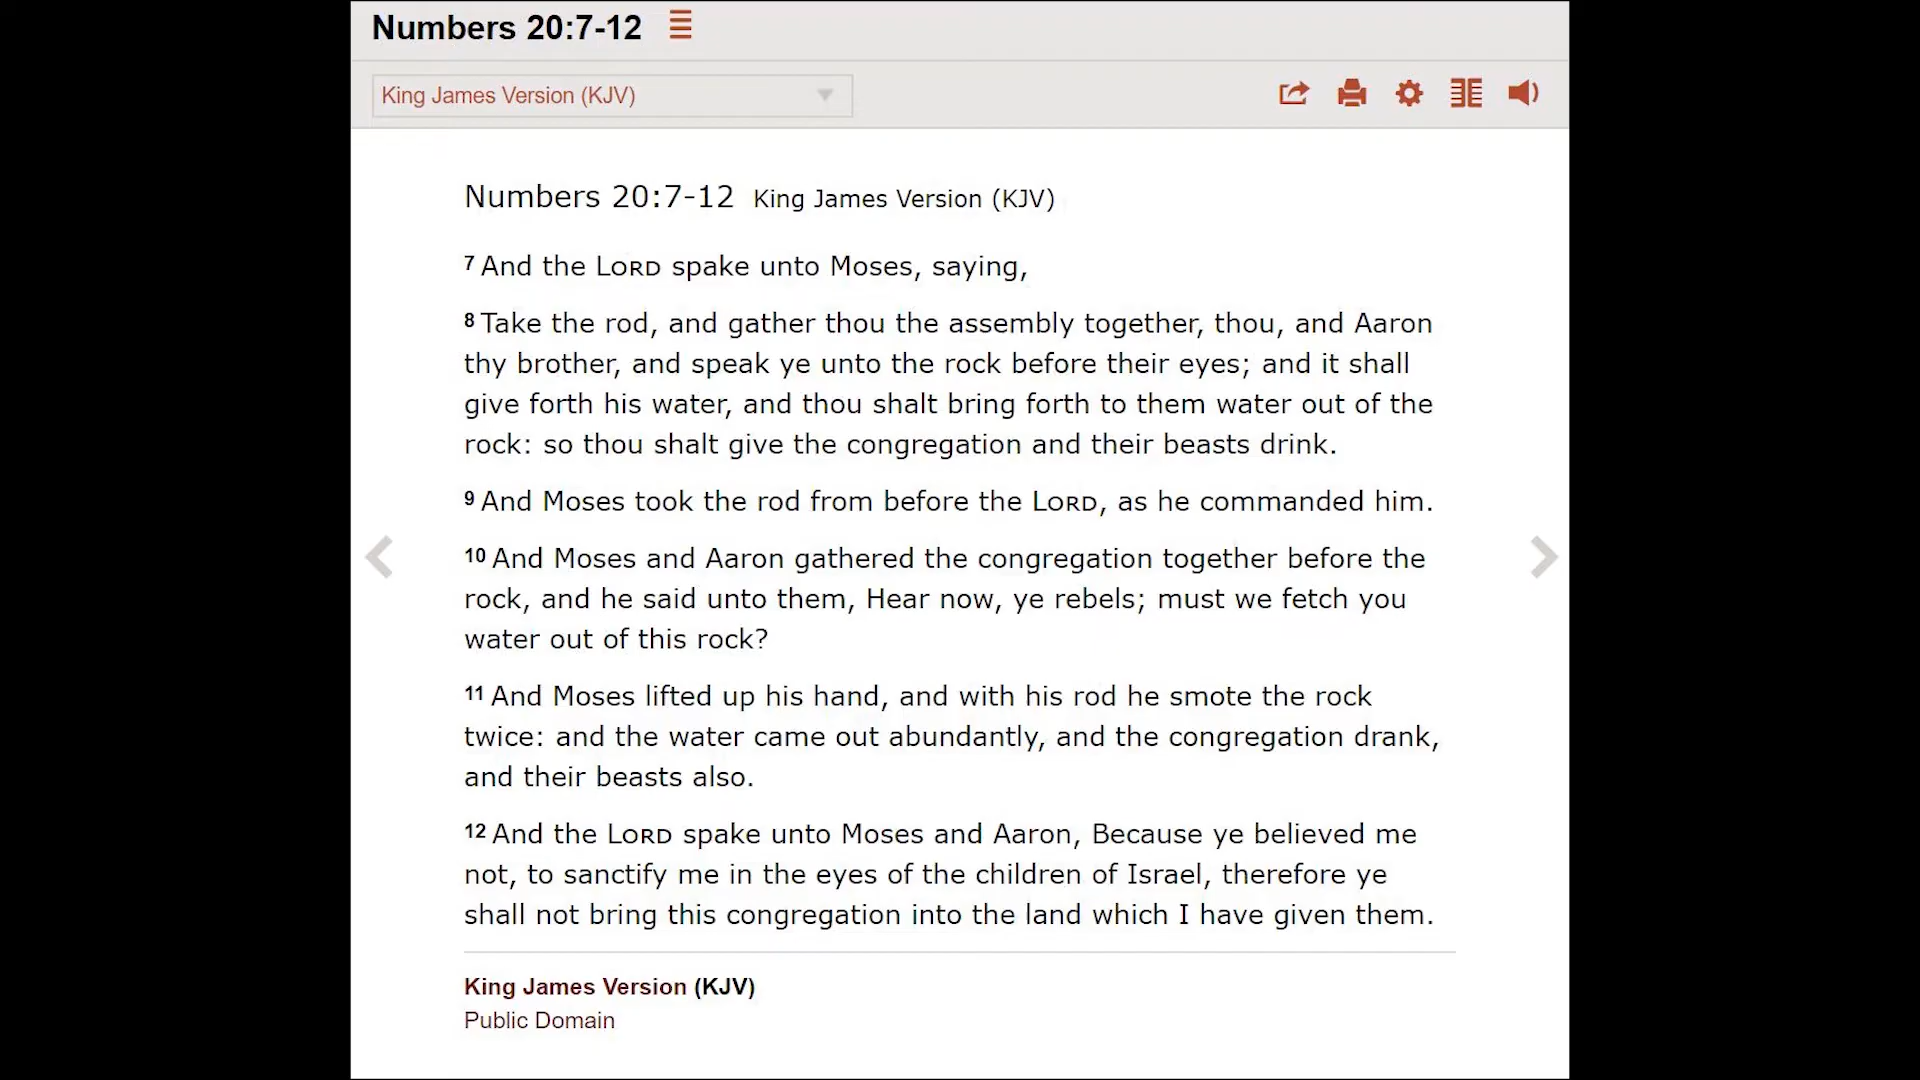 Numbers 20:7-12
King James Version (KJV)
Numbers 20:7-12 King James Version (KJV)
7 And the LORD spake unto Moses, saying,
8 Take the rod, and gather thou the assembly together, thou, and Aaron
thy brother, and speak ye unto the rock before their eyes; and it shall
give forth his water, and thou shalt bring forth to them water out of the
rock: so thou shalt give the congregation and their beasts drink.
9 And Moses took the rod from before the LORD, as he commanded him.
10 And Moses and Aaron gathered the congregation together before the
rock, and he said unto them, Hear now, ye rebels; must we fetch you
water out of this rock?
11 And Moses lifted up his hand, and with his rod he smote the rock
twice: and the water came out abundantly, and the congregation drank,
and their beasts also.
12 And the LORD spake unto Moses and Aaron, Because ye believed me
not, to sanctify me in the eyes of the children of Israel, therefore ye
shall not bring this congregation into the land which I have given them.
King James Version (KJV)
Public Domain